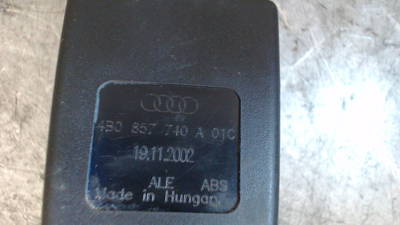 4B0 857 740 A 01C
19.11.2002
ALE ABS
Made in Hungary